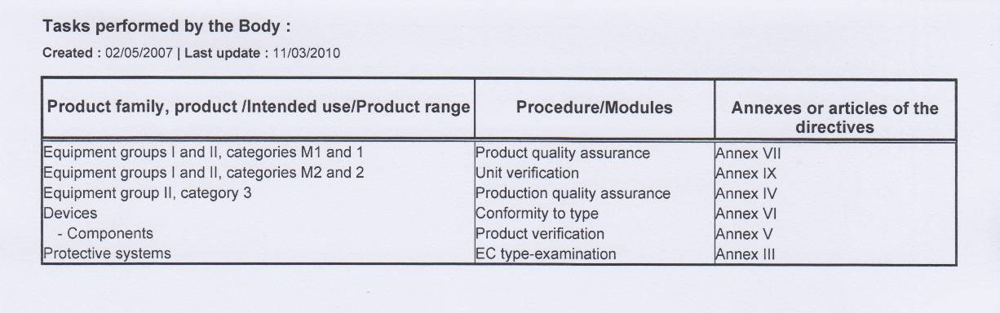 Tasks performed by the Body :
Created : 02/05/2007 | Last update : 11/03/2010
Product family, product /Intended use/Product range Procedure/Modules Annexes or articles of the
directives
Equipment groups I and II, categories M1 and 1 Product quality assurance Annex VII
Equipment groups I and II, categories M2 and 2 Unit verification Annex IX
Equipment group II, category 3 Production quality assurance Annex IV
Devices Conformity to type Annex VI
- Components Product verification Annex V
Protective systems EC type-examination Annex III